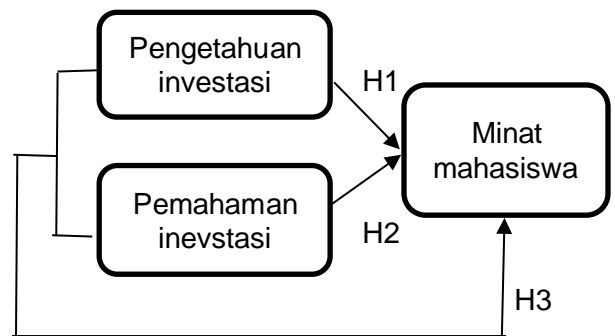 Pengetahuan
investasi
H1
Minat
mahasiswa
Pemahaman
inevstasi
H2
H3